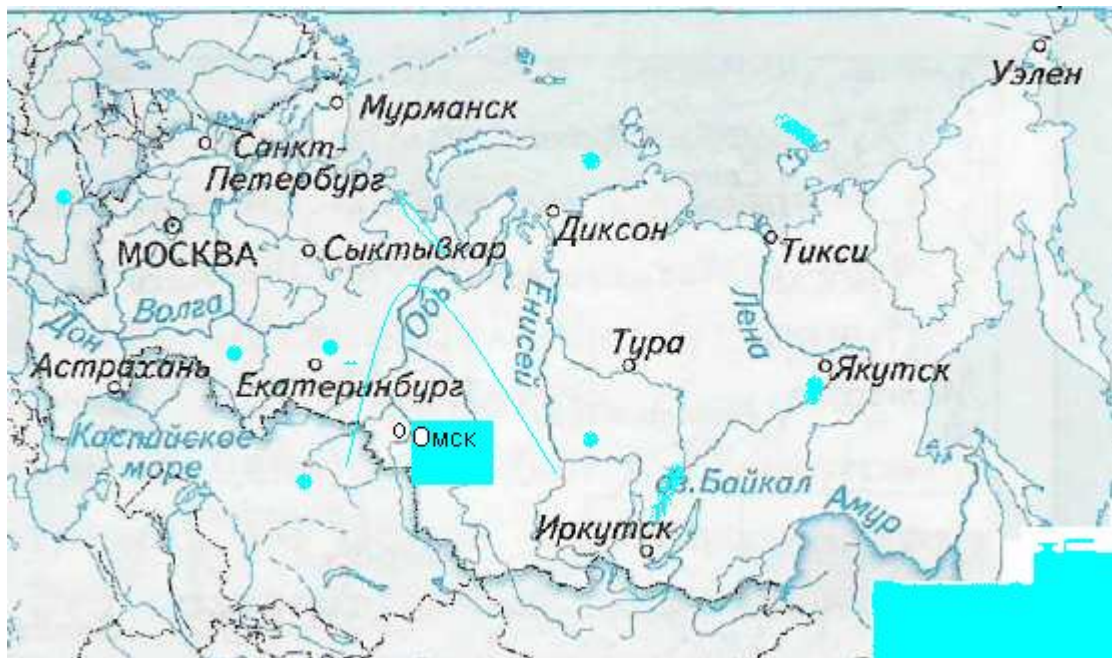 Уэлен
Мурманск
Санкт-
Петербург
МОСКВА
Сыктывкар
Диксон
Тикси
Волга
Дон
Обь
Енисей
Лена
Тура
Якутск
Астрахань
Екатеринбург
Омск
Каспийское
море
оз. Байкал
Амур
Иркутск